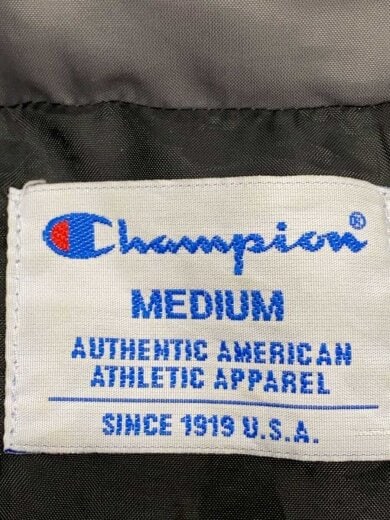 Champion®
MEDIUM
AUTHENTIC AMERICAN
ATHLETIC APPAREL
SINCE 1919 U.S.A.